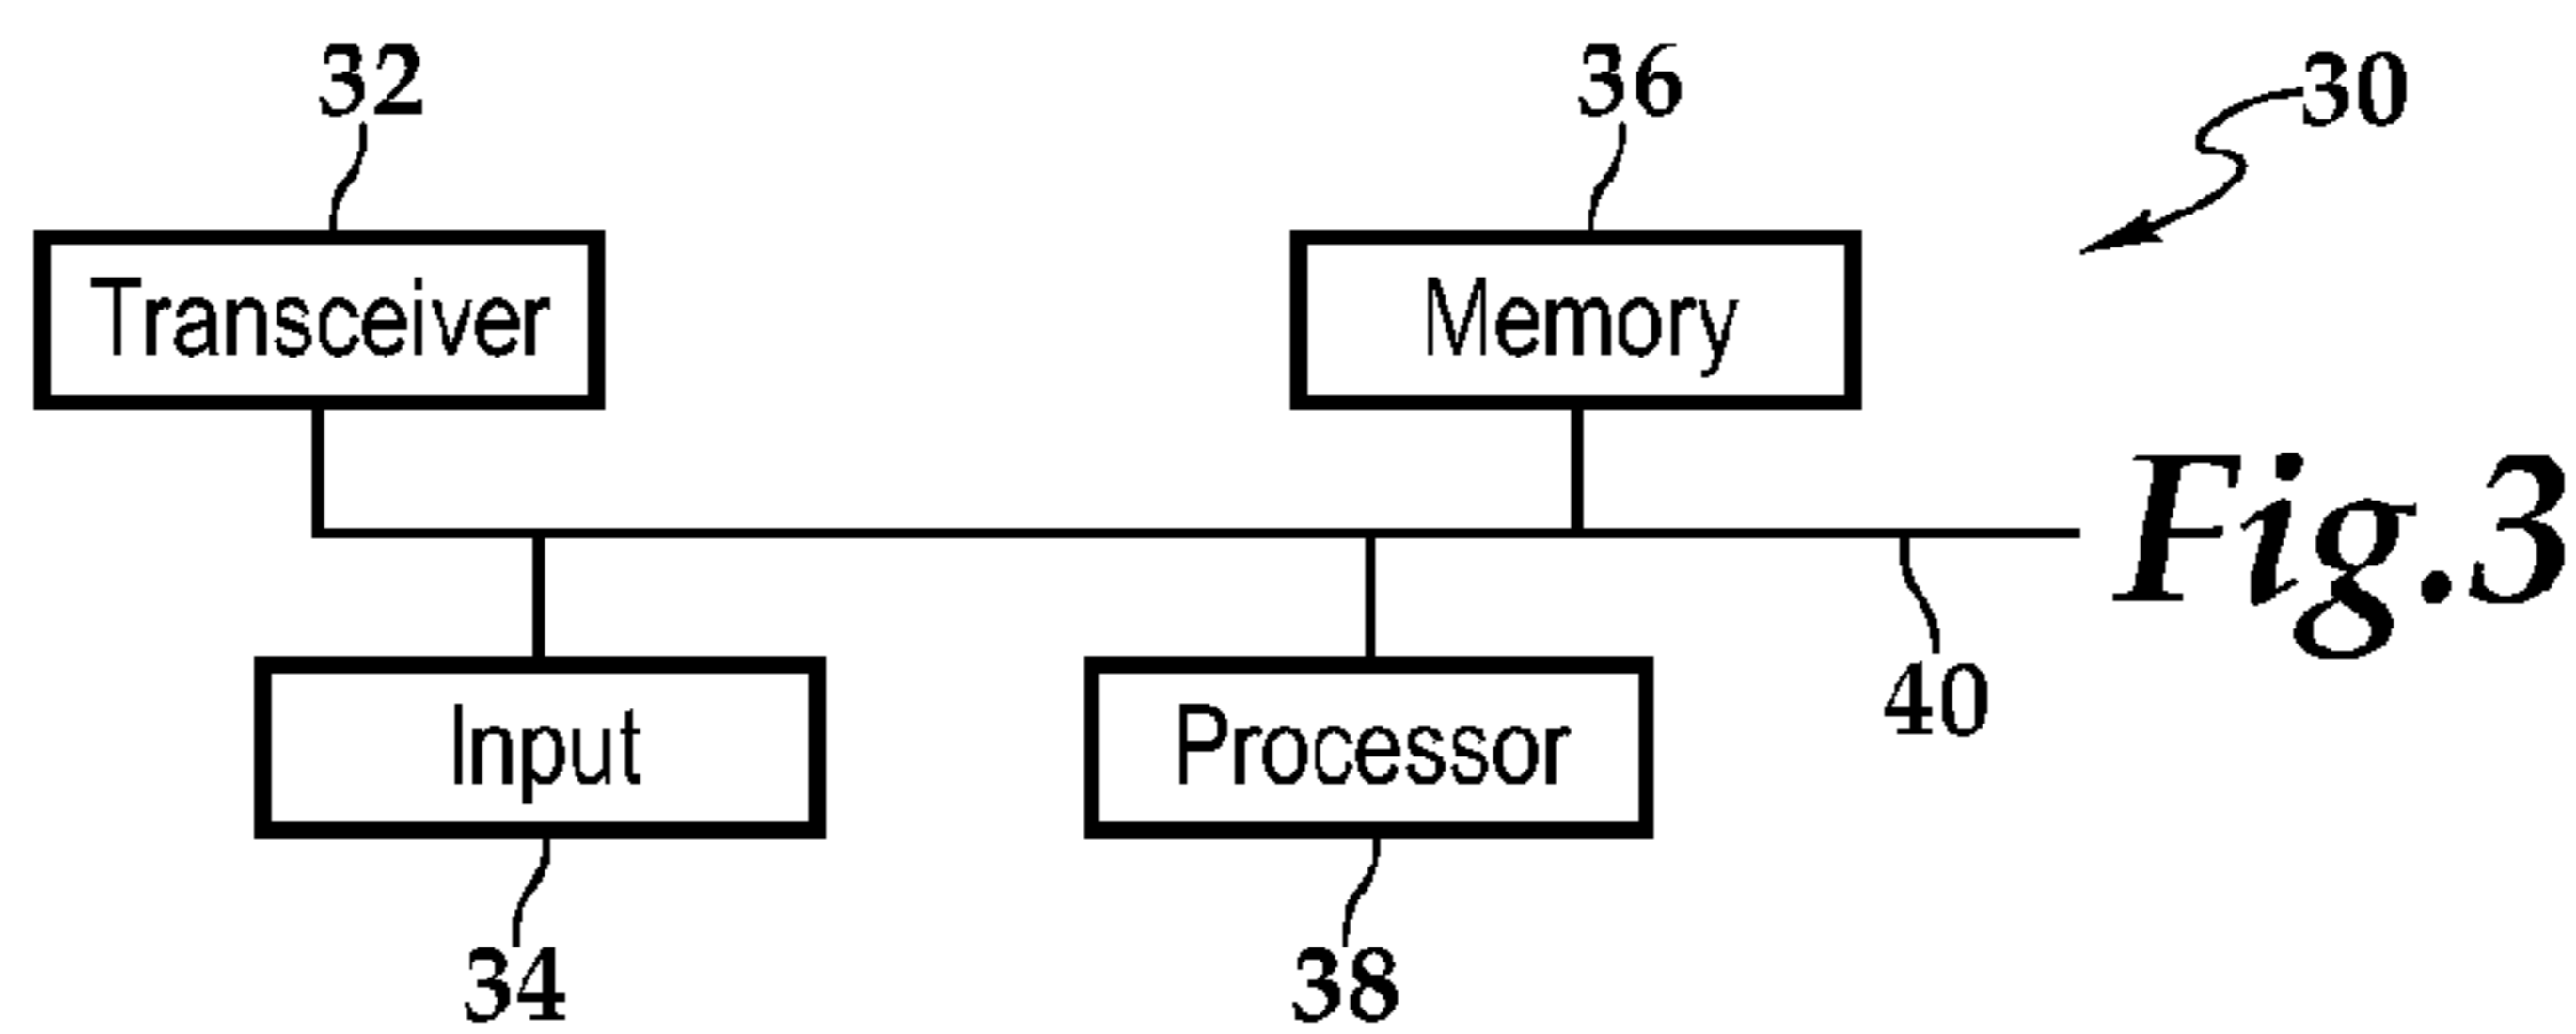 32
36
30
Transceiver
Memory
Fig.3
Input
Processor
40
34
38